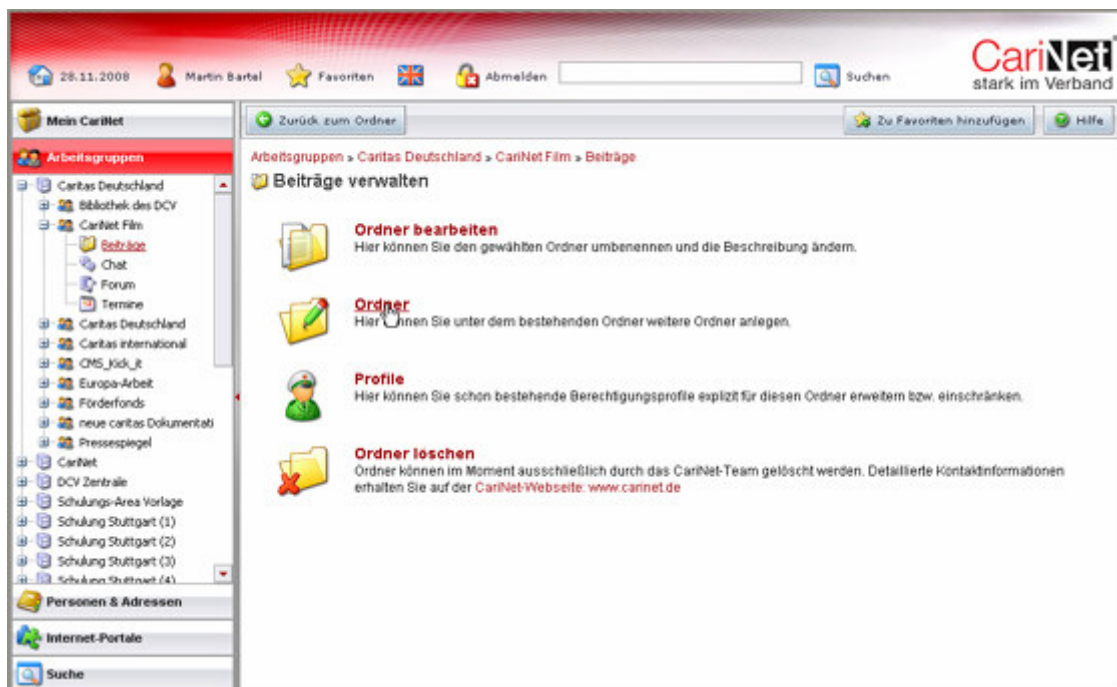 28.11.2008 Martin Bartel Favoriten Abmelden Suchen
CariNet
stark im Verband
Mein CariNet
Zurück zum Ordner Zu Favoriten hinzufügen Hilfe
Arbeitsgruppen
Caritas Deutschland
Bibliothek des DCV
CariNet Film
Beiträge
Chat
Forum
Termine
Caritas Deutschland
Caritas international
CMS_Kick_it
Europa-Arbeit
Förderfonds
neue caritas Dokumentati
Pressespiegel
CariNet
DCV Zentrale
Schulungs-Area Vorlage
Schulung Stuttgart (1)
Schulung Stuttgart (2)
Schulung Stuttgart (3)
Schulung Stuttgart (4)
Personen & Adressen
Internet-Portale
Suche
Arbeitsgruppen » Caritas Deutschland » CariNet Film » Beiträge
Beiträge verwalten
Ordner bearbeiten
Hier können Sie den gewählten Ordner umbenennen und die Beschreibung ändern.
Ordner
Hier können Sie unter dem bestehenden Ordner weitere Ordner anlegen.
Profile
Hier können Sie schon bestehende Berechtigungsprofile explizit für diesen Ordner erweitern bzw. einschränken.
Ordner löschen
Ordner können im Moment ausschließlich durch das CariNet-Team gelöscht werden. Detaillierte Kontaktinformationen
erhalten Sie auf der CariNet-Webseite: www.carinet.de